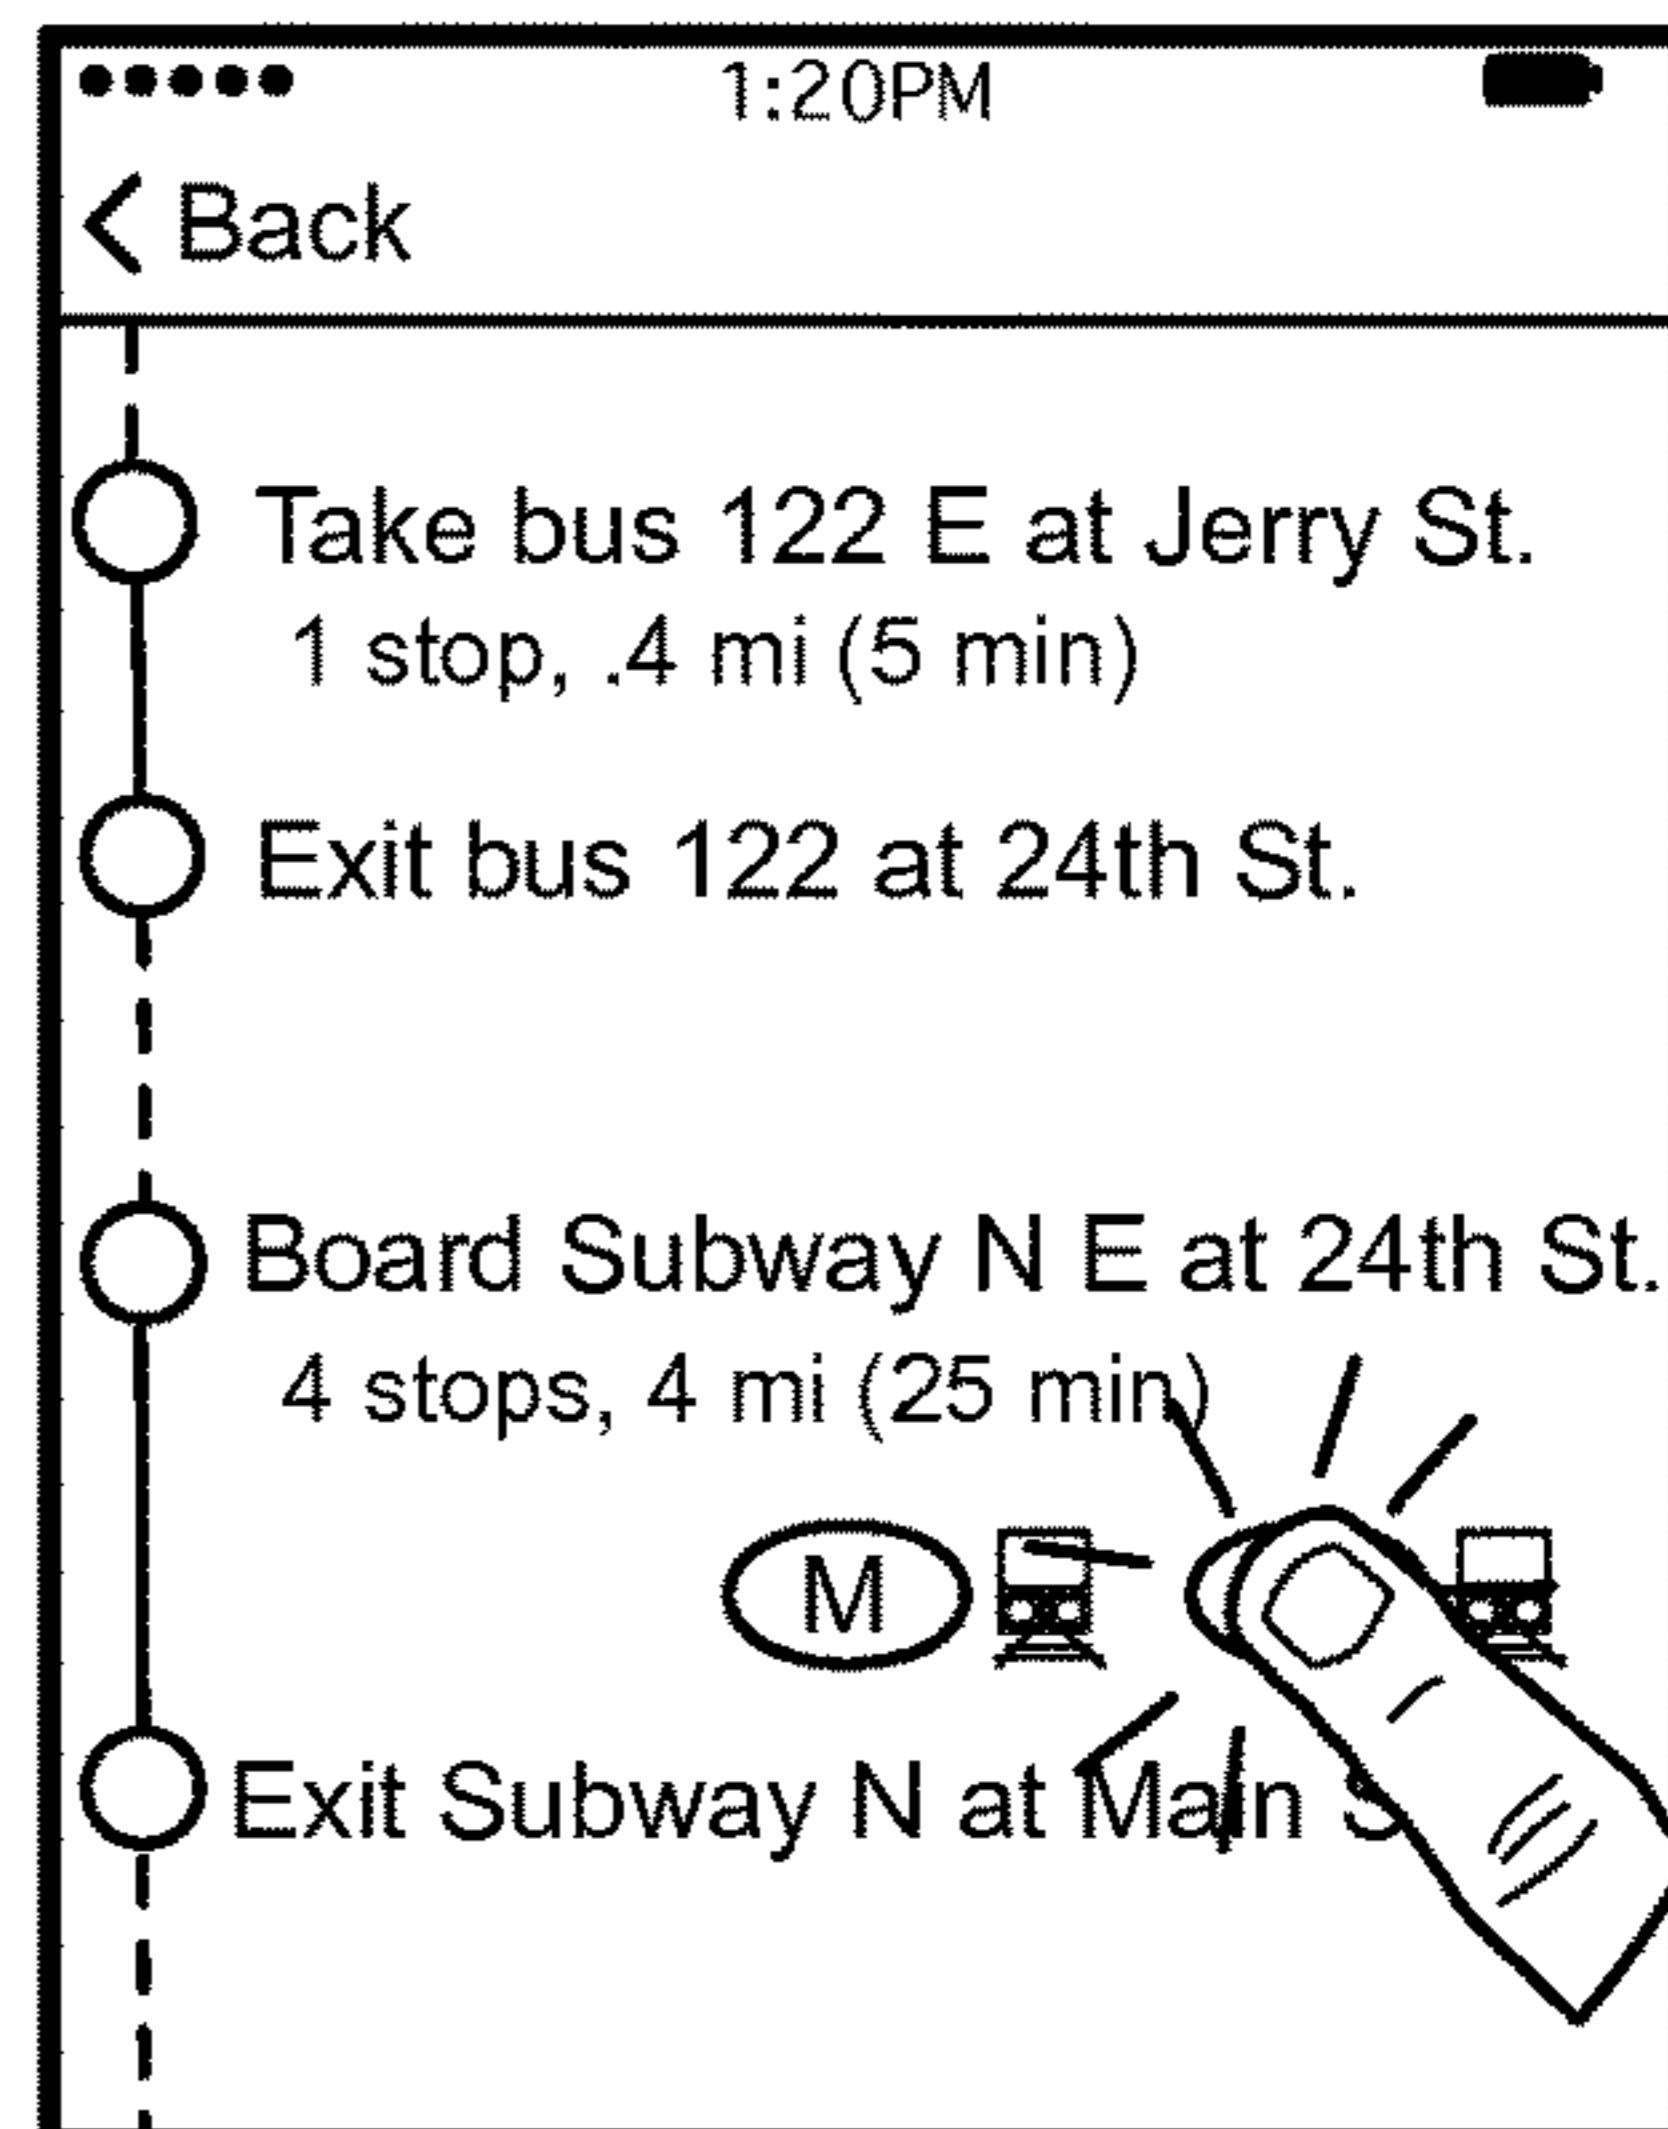 1:20PM
Back
Take bus 122 E at Jerry St.
1 stop, .4 mi (5 min)
Exit bus 122 at 24th St.
Board Subway N E at 24th St.
4 stops, 4 mi (25 min)
M
Exit Subway N at Main